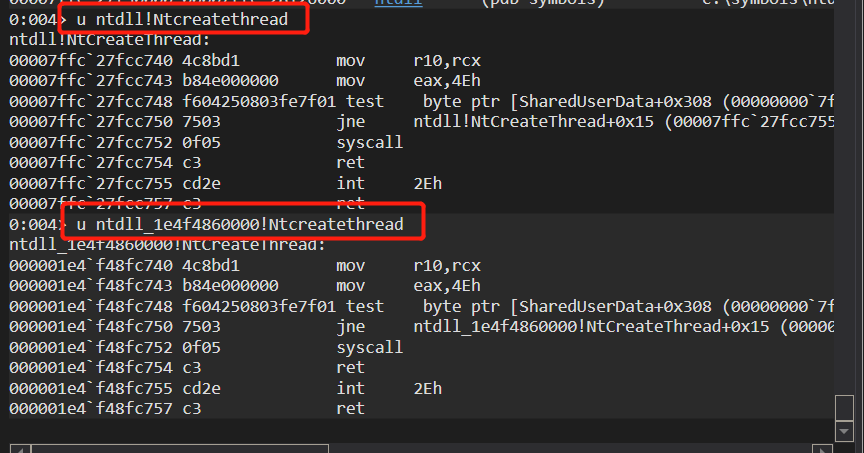 0:004> u ntdll!Ntcreatethread
ntdll!NtCreateThread:
00007ffc`27fcc740 4c8bd1 mov r10,rcx
00007ffc`27fcc743 b84e000000 mov eax,4Eh
00007ffc`27fcc748 f604250803fe7f01 test byte ptr [SharedUserData+0x308 (00000000`7f
00007ffc`27fcc750 7503 jne ntdll!NtCreateThread+0x15 (00007ffc`27fcc755
00007ffc`27fcc752 0f05 syscall
00007ffc`27fcc754 c3 ret
00007ffc`27fcc755 cd2e int 2Eh
00007ffc`27fcc757 c3 ret
0:004> u ntdll_1e4f4860000!Ntcreatethread
ntdll_1e4f4860000!NtCreateThread:
000001e4`f48fc740 4c8bd1 mov r10,rcx
000001e4`f48fc743 b84e000000 mov eax,4Eh
000001e4`f48fc748 f604250803fe7f01 test byte ptr [SharedUserData+0x308 (00000000`7f
000001e4`f48fc750 7503 jne ntdll_1e4f4860000!NtCreateThread+0x15 (00000
000001e4`f48fc752 0f05 syscall
000001e4`f48fc754 c3 ret
000001e4`f48fc755 cd2e int 2Eh
000001e4`f48fc757 c3 ret